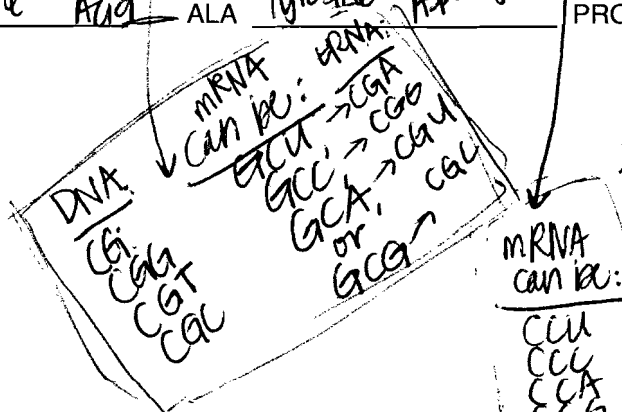 ALA
PRO
DNA:
CG
CGG
CGT
CGC
mRNA
can be:
GCU
GCC
GCA
or,
GCG
tRNA:
→CGA
→ CGG
→CGU
CGC
mRNA
can be:
CCU
CCC
CCA